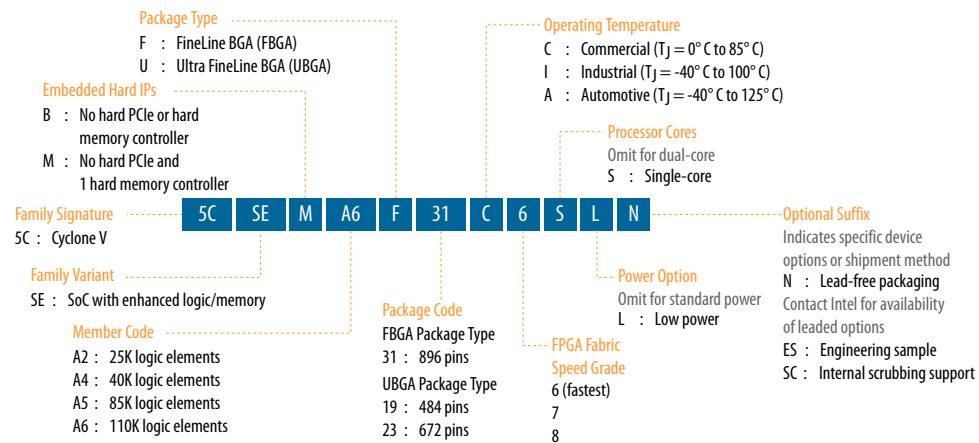 Package Type
F : FineLine BGA (FBGA)
U : Ultra FineLine BGA (UBGA)
Operating Temperature
C : Commercial (TJ = 0° C to 85° C)
I : Industrial (TJ = -40° C to 100° C)
A : Automotive (TJ = -40° C to 125° C)
Embedded Hard IPs
B : No hard PCIe or hard
memory controller
M : No hard PCIe and
1 hard memory controller
Processor Cores
Omit for dual-core
S : Single-core
Family Signature
5C : Cyclone V
5C SE M A6 F 31 C 6 S L N
Optional Suffix
Indicates specific device
options or shipment method
N : Lead-free packaging
Contact Intel for availability
of leaded options
ES : Engineering sample
SC : Internal scrubbing support
Family Variant
SE : SoC with enhanced logic/memory
Power Option
Omit for standard power
L : Low power
Member Code
A2 : 25K logic elements
A4 : 40K logic elements
A5 : 85K logic elements
A6 : 110K logic elements
Package Code
FBGA Package Type
31 : 896 pins
UBGA Package Type
19 : 484 pins
23 : 672 pins
FPGA Fabric
Speed Grade
6 (fastest)
7
8